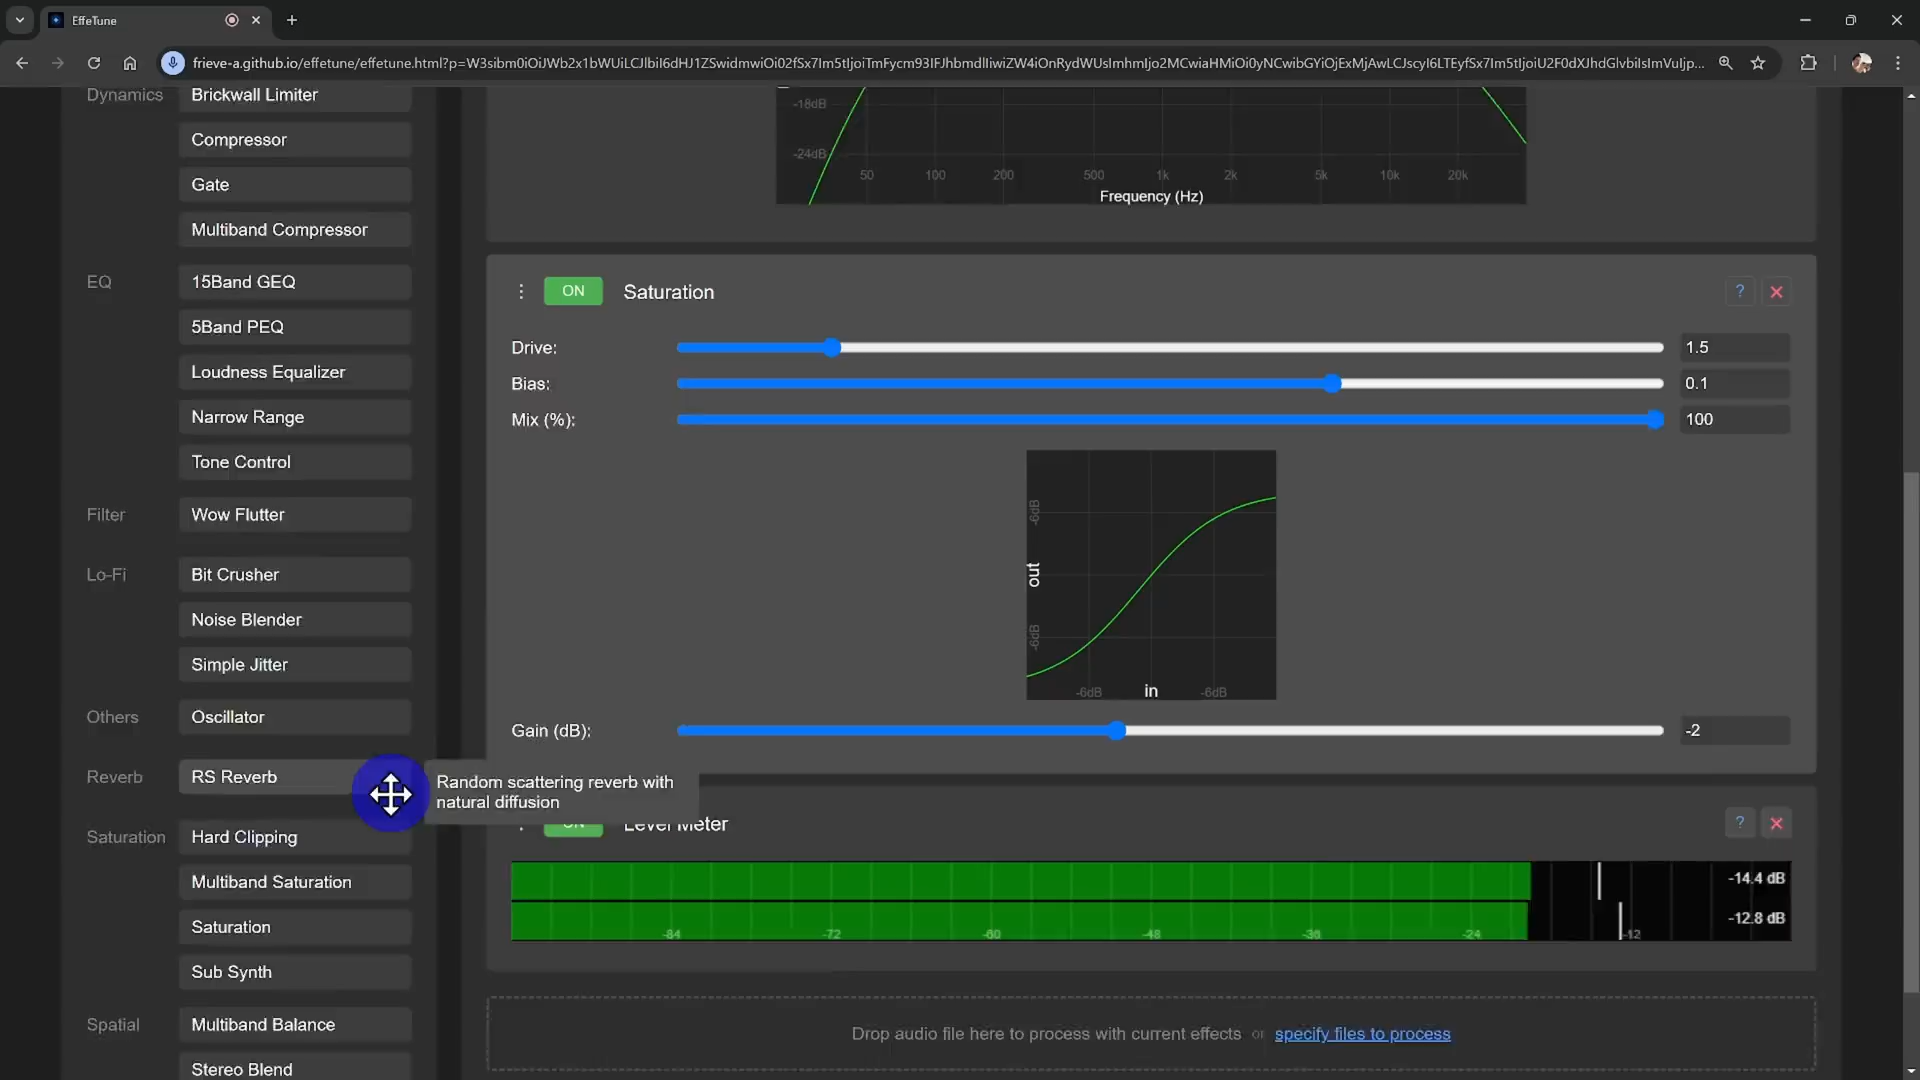 EffeTune
frieve-a.github.io/effetune/effetune.html?p=W3sibm0iOiJWb2x1bWUiLCJlbiI6dHJ1ZSwidmwiOi02fSx7Im5tIjoiTmFycm93IFJhbmdlIiwiZW4iOnRydWUsImhmIjo2MCwiaHMiOi0yNCwibGYiOjExMjAwLCJscyI6LTEyfSx7Im5tIjoiU2F0dXJhdGlvbiIsImVuIjp...
Dynamics
Brickwall Limiter
Compressor
Gate
Multiband Compressor
EQ
15Band GEQ
5Band PEQ
Loudness Equalizer
Narrow Range
Tone Control
Filter
Wow Flutter
Lo-Fi
Bit Crusher
Noise Blender
Simple Jitter
Others
Oscillator
Reverb
RS Reverb
Random scattering reverb with
natural diffusion
Saturation
Hard Clipping
Multiband Saturation
Saturation
Sub Synth
Spatial
Multiband Balance
Stereo Blend
-18dB
-24dB
50 100 200 500 1k 2k 5k 10k 20k
Frequency (Hz)
ON Saturation ?
Drive: 1.5
Bias: 0.1
Mix (%): 100
-6dB
out
-6dB
-6dB in -6dB
Gain (dB): -2
ON Level Meter ?
-14.4 dB
-12.8 dB
-84 -72 -60 -48 -36 -24 -12
Drop audio file here to process with current effects or specify files to process